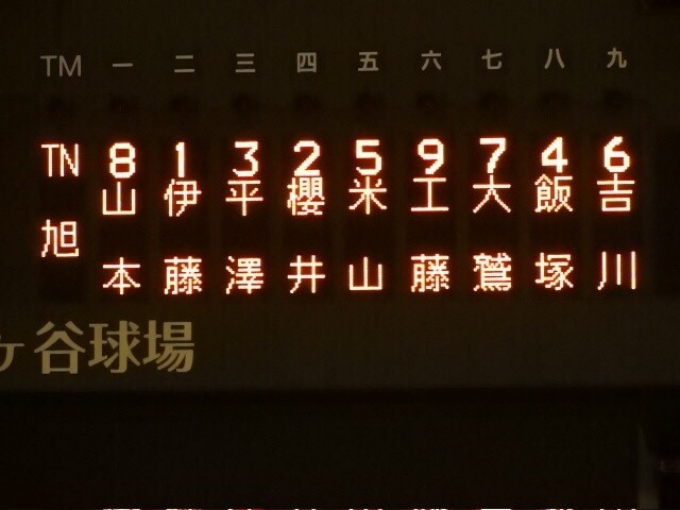 TM 一 二 三 四 五 六 七 八 九
TN 8 1 3 2 5 9 7 4 6
旭 山本 伊藤 平澤 櫻井 米山 工藤 大鷲 飯塚 吉川
ヶ谷球場